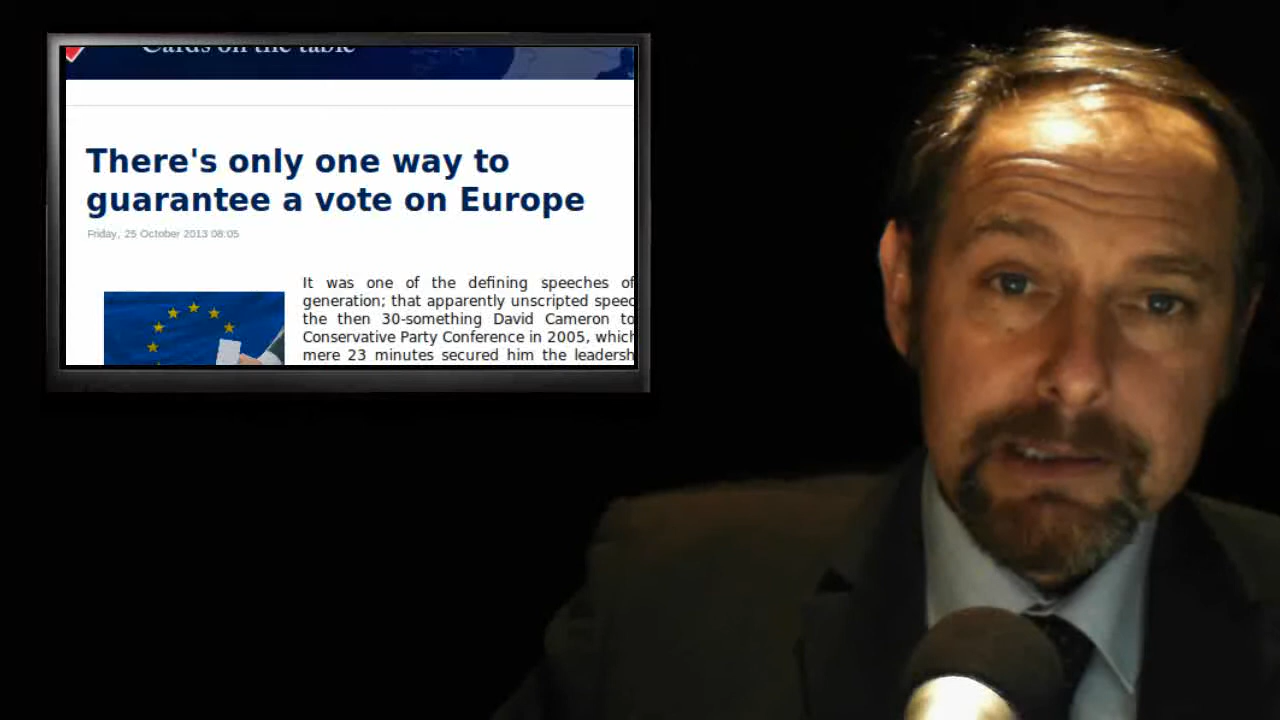 Cards on the table
There's only one way to
guarantee a vote on Europe
Friday, 25 October 2013 08:05
It was one of the defining speeches of
generation; that apparently unscripted speec
the then 30-something David Cameron to
Conservative Party Conference in 2005, which
mere 23 minutes secured him the leadersh